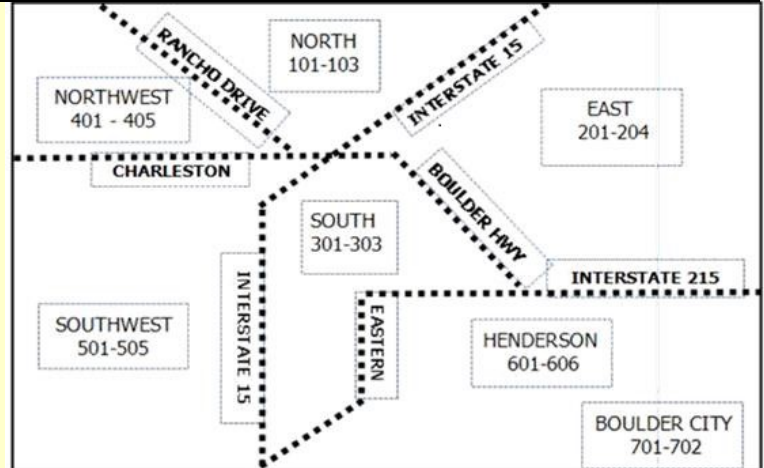 NORTH
101-103
RANCHO DRIVE
INTERSTATE 15
NORTHWEST
401 - 405
EAST
201-204
CHARLESTON
BOULDER HWY
SOUTH
301-303
INTERSTATE 215
INTERSTATE 15
EASTERN
SOUTHWEST
501-505
HENDERSON
601-606
BOULDER CITY
701-702